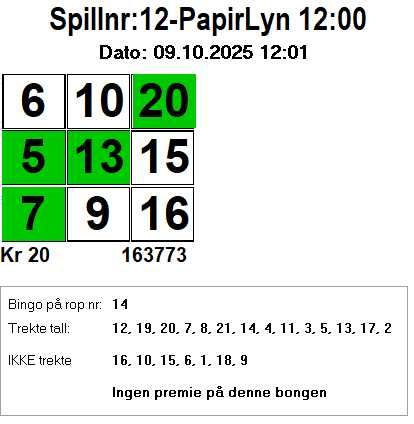 Spillnr:12-PapirLyn 12:00
Dato: 09.10.2025 12:01
6 10 20
5 13 15
7 9 16
Kr 20 163773
Bingo på rop nr: 14
Trekte tall: 12, 19, 20, 7, 8, 21, 14, 4, 11, 3, 5, 13, 17, 2
IKKE trekte 16, 10, 15, 6, 1, 18, 9
Ingen premie på denne bongen